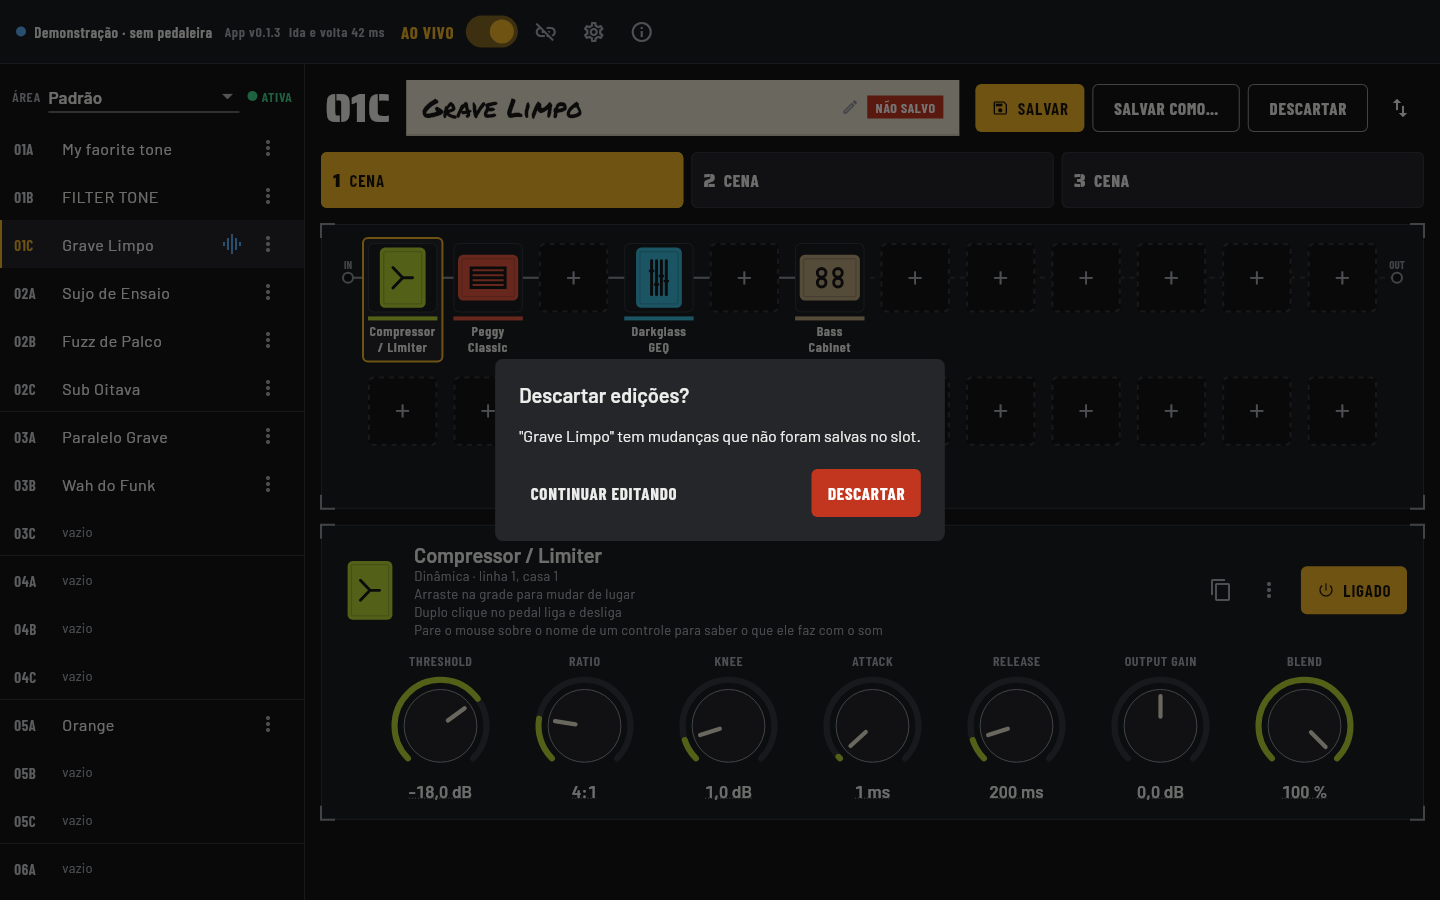 Demonstração · sem pedaleira App v0.1.3 Ida e volta 42 ms AO VIVO
ÁREA Padrão ATIVA
01A My faorite tone
01B FILTER TONE
01C Grave Limpo
02A Sujo de Ensaio
02B Fuzz de Palco
02C Sub Oitava
03A Paralelo Grave
03B Wah do Funk
03C vazio
04A vazio
04B vazio
04C vazio
05A Orange
05B vazio
05C vazio
06A vazio
01C Grave Limpo NÃO SALVO SALVAR SALVAR COMO... DESCARTAR
1 CENA 2 CENA 3 CENA
IN OUT
88
Compressor
/ Limiter
Peggy
Classic
Darkglass
GEQ
Bass
Cabinet
Descartar edições?
"Grave Limpo" tem mudanças que não foram salvas no slot.
CONTINUAR EDITANDO DESCARTAR
Compressor / Limiter
Dinâmica · linha 1, casa 1
Arraste na grade para mudar de lugar
Duplo clique no pedal liga e desliga
Pare o mouse sobre o nome de um controle para saber o que ele faz com o som
LIGADO
THRESHOLD RATIO KNEE ATTACK RELEASE OUTPUT GAIN BLEND
-18,0 dB 4:1 1,0 dB 1 ms 200 ms 0,0 dB 100 %